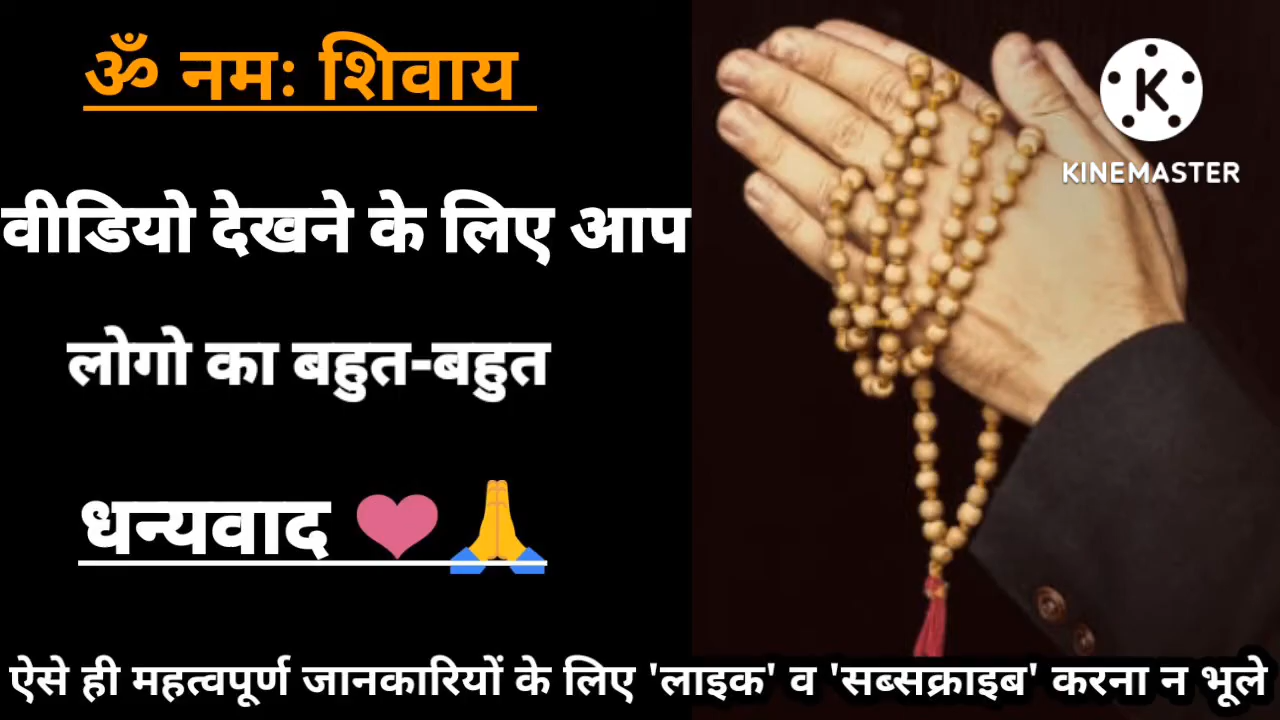 ॐ नमः शिवाय
वीडियो देखने के लिए आप
लोगो का बहुत-बहुत
धन्यवाद ❤🙏
K
KINEMASTER
ऐसे ही महत्वपूर्ण जानकारियों के लिए 'लाइक' व 'सब्सक्राइब' करना न भूले